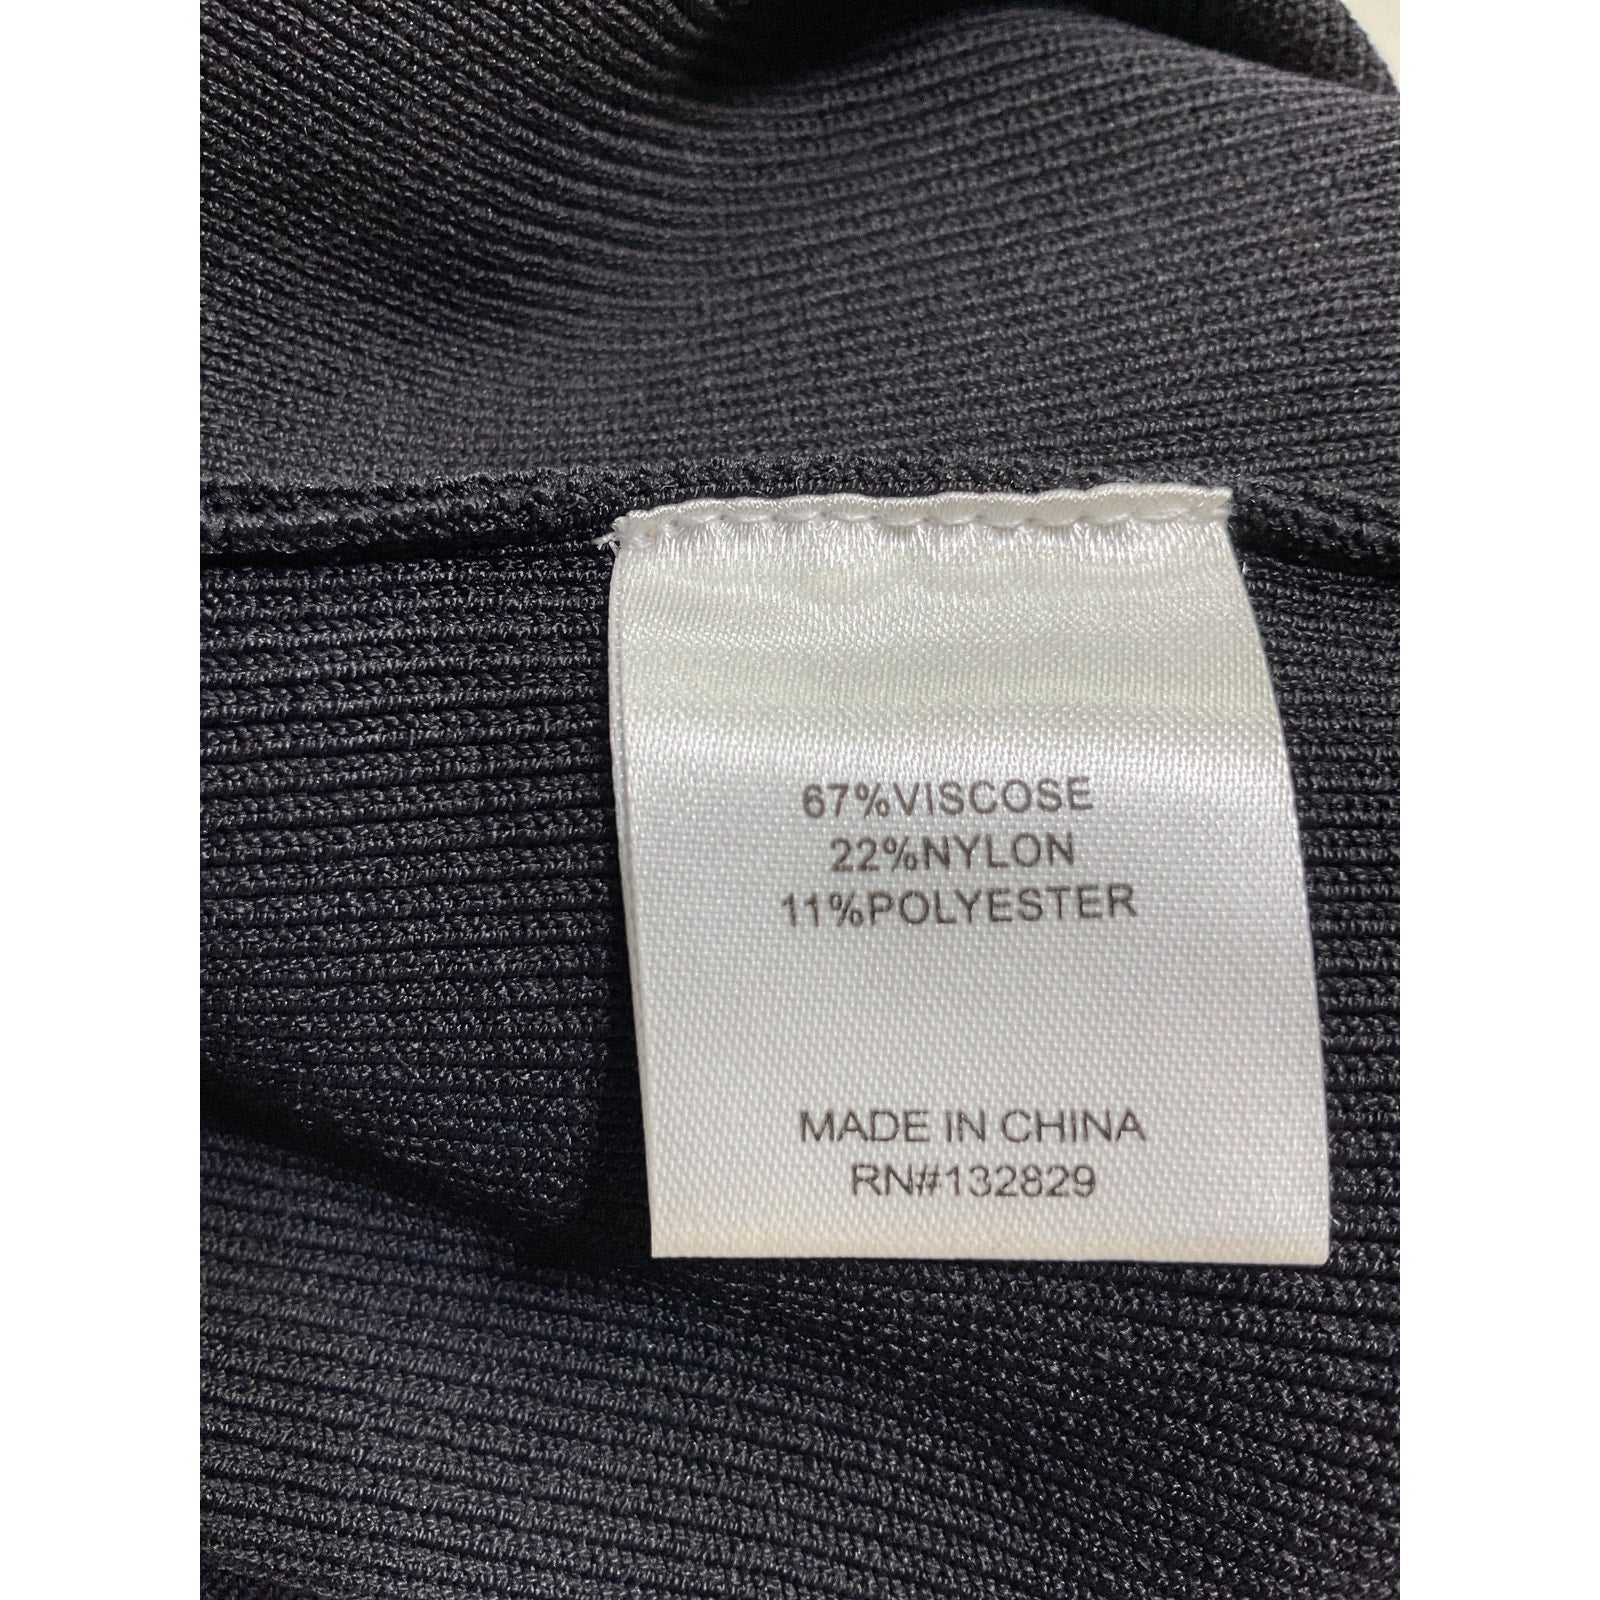 67%VISCOSE
22%NYLON
11%POLYESTER
MADE IN CHINA
RN#132829